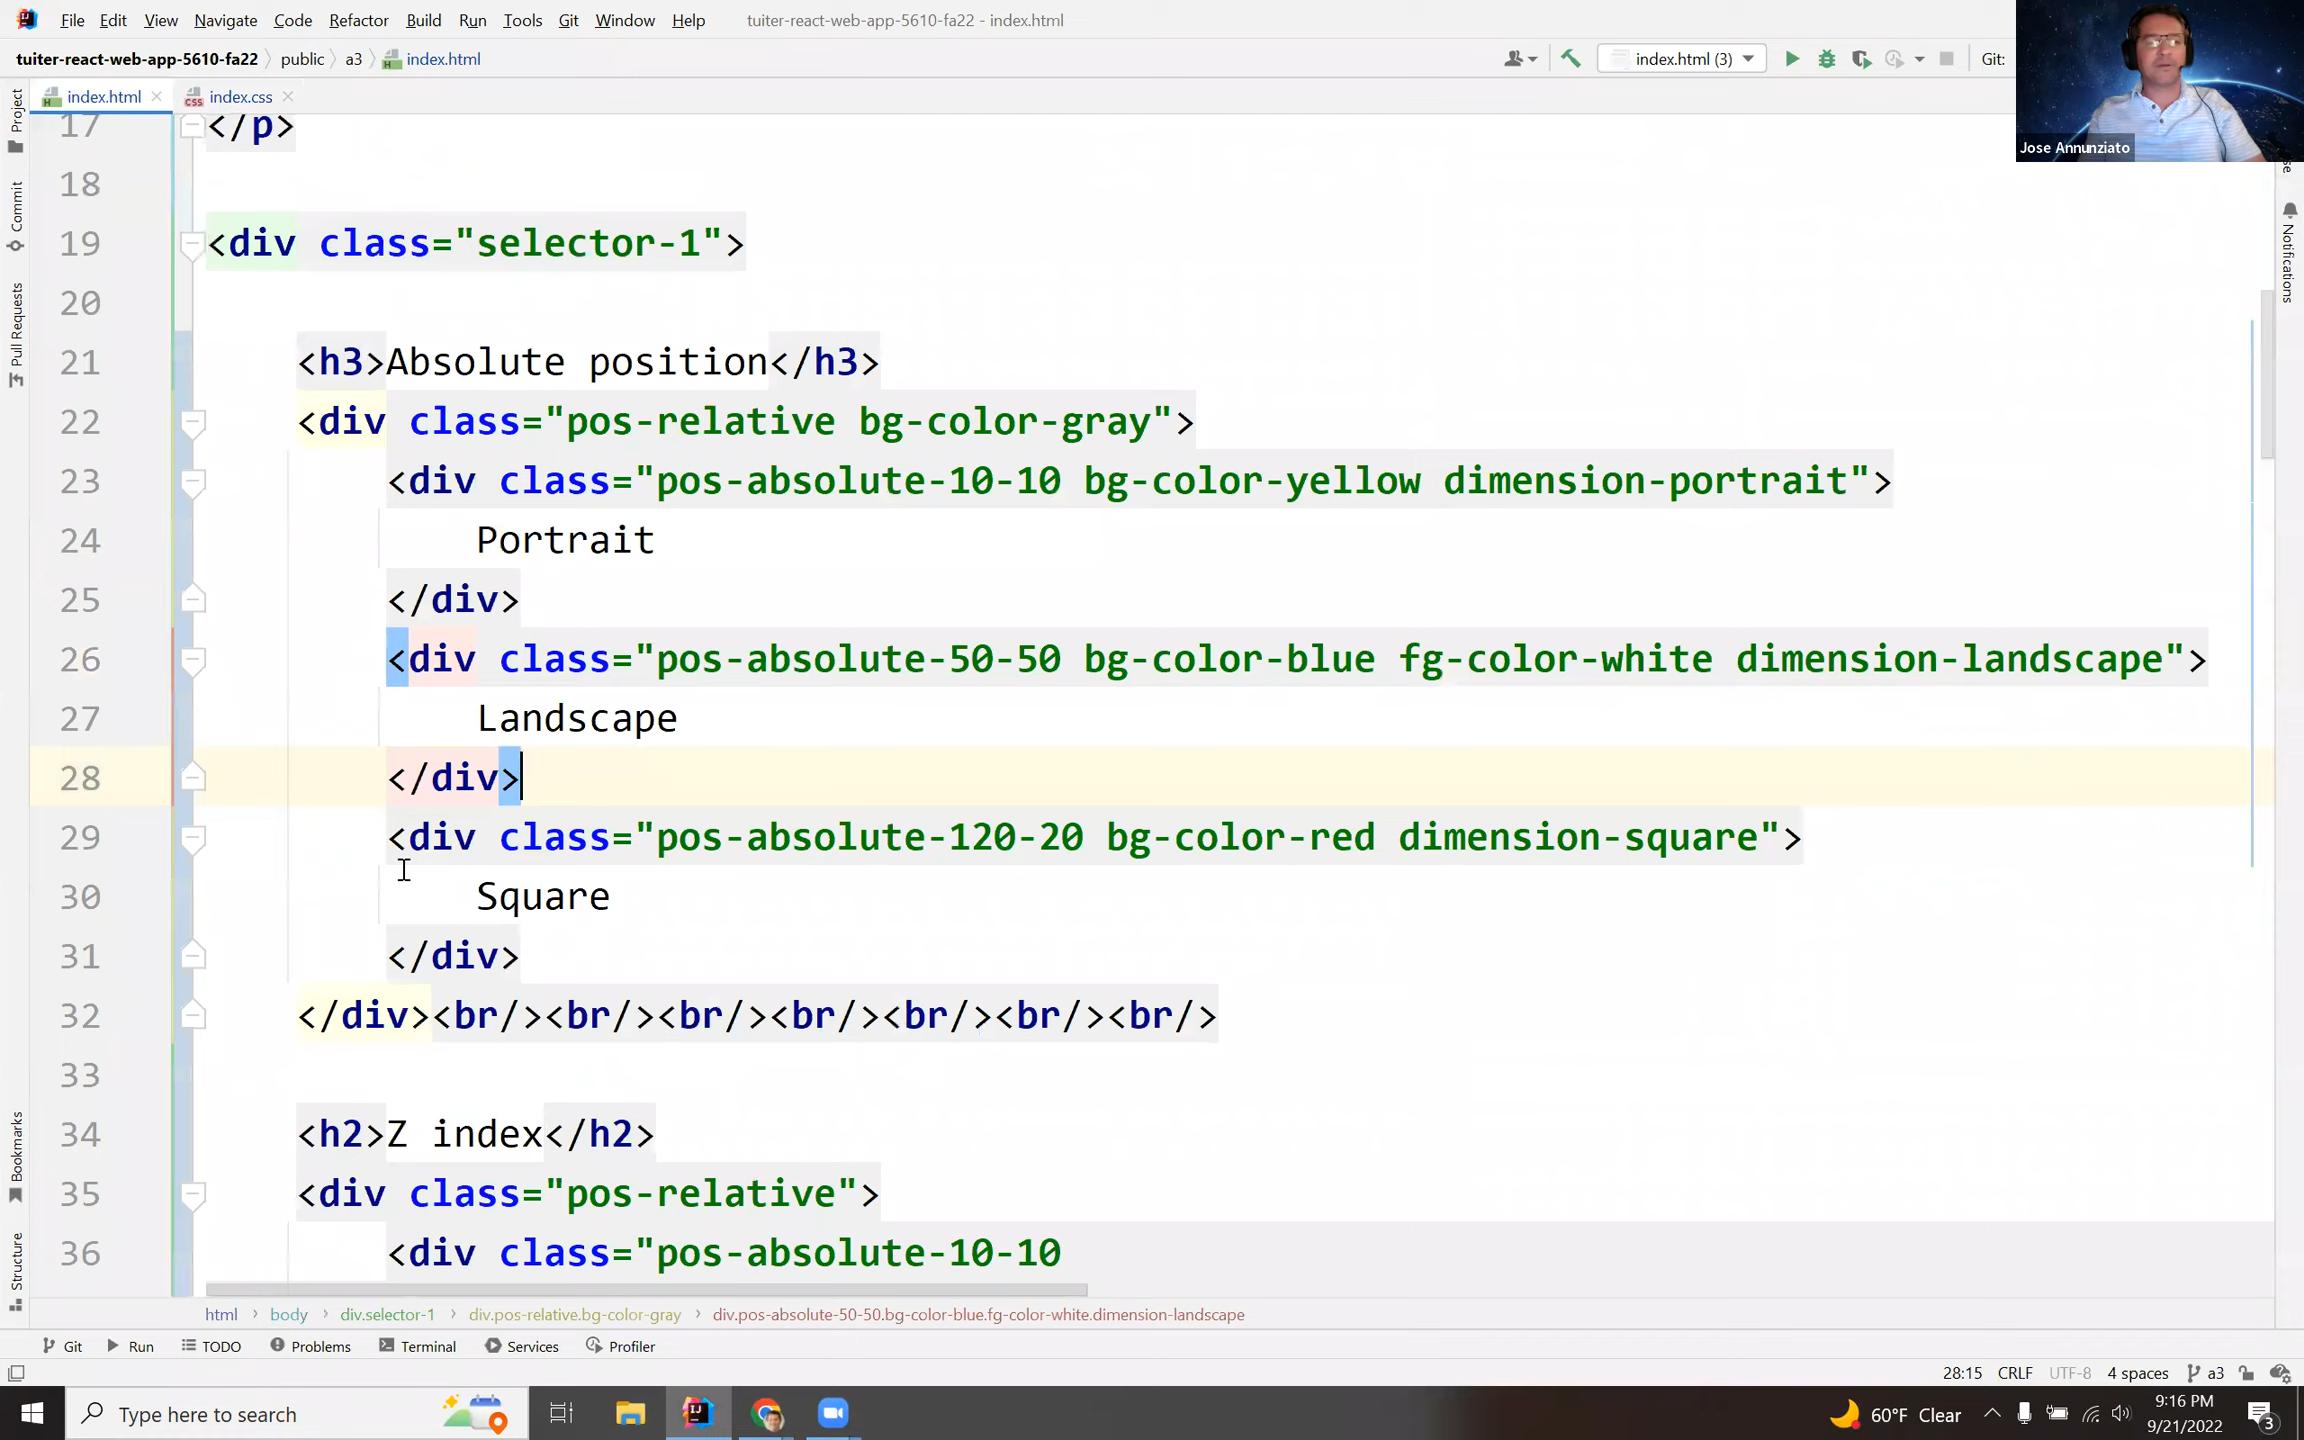 File Edit View Navigate Code Refactor Build Run Tools Git Window Help tuiter-react-web-app-5610-fa22 - index.html
tuiter-react-web-app-5610-fa22 > public > a3 > index.html index.html (3) Git:
Jose Annunziato
index.html index.css
Project
Commit
Pull Requests
Bookmarks
Structure
Notifications
17 </p>
18
19 <div class="selector-1">
20
21 <h3>Absolute position</h3>
22 <div class="pos-relative bg-color-gray">
23 <div class="pos-absolute-10-10 bg-color-yellow dimension-portrait">
24 Portrait
25 </div>
26 <div class="pos-absolute-50-50 bg-color-blue fg-color-white dimension-landscape">
27 Landscape
28 </div>
29 <div class="pos-absolute-120-20 bg-color-red dimension-square">
30 Square
31 </div>
32 </div><br/><br/><br/><br/><br/><br/><br/>
33
34 <h2>Z index</h2>
35 <div class="pos-relative">
36 <div class="pos-absolute-10-10
html > body > div.selector-1 > div.pos-relative.bg-color-gray > div.pos-absolute-50-50.bg-color-blue.fg-color-white.dimension-landscape
Git Run TODO Problems Terminal Services Profiler
28:15 CRLF UTF-8 4 spaces a3
Type here to search
60°F Clear
9:16 PM
9/21/2022
3